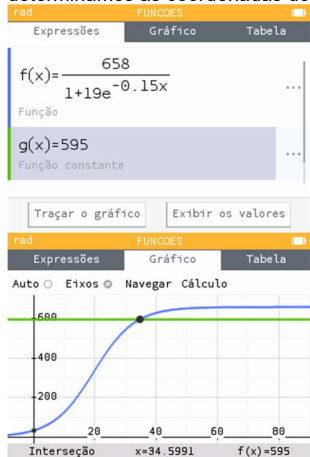 rad FUNCOES
Expressões Gráfico Tabela
f(x)=658/(1+19e^-0.15x)
...
Função
g(x)=595
...
Função constante
Traçar o gráfico Exibir os valores
rad FUNCOES
Expressões Gráfico Tabela
Auto Eixos Navegar Cálculo
600
400
200
20 40 60 80
Interseção x=34.5991 f(x)=595